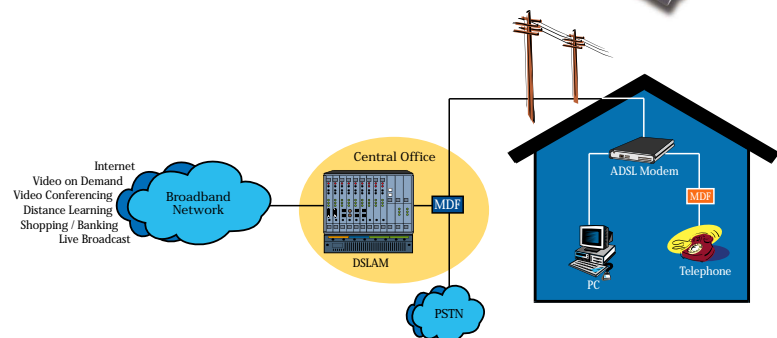 Internet
Video on Demand
Video Conferencing
Distance Learning
Shopping / Banking
Live Broadcast
Broadband
Network
Central Office
DSLAM
MDF
PSTN
ADSL Modem
MDF
PC
Telephone